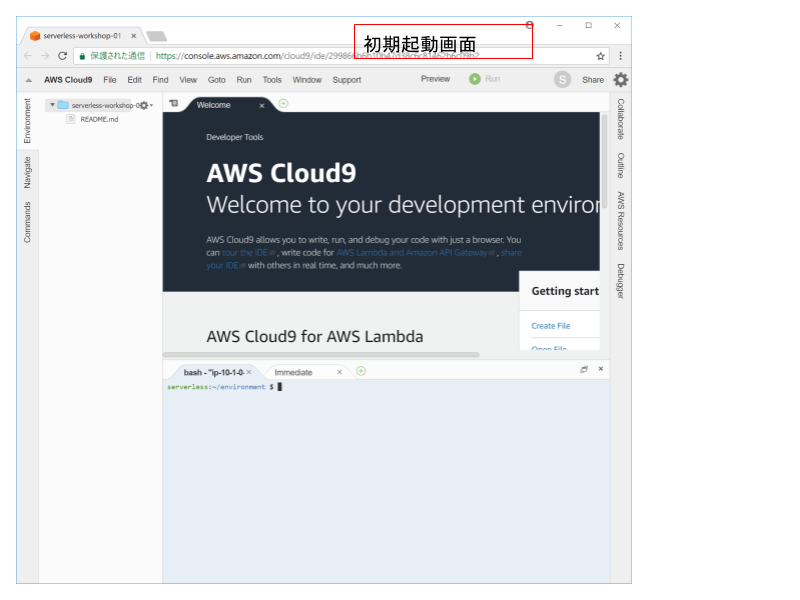 serverless-workshop-01
初期起動画面
保護された通信
https://console.aws.amazon.com/cloud9/ide/
AWS Cloud9 File Edit Find View Goto Run Tools Window Support Preview Run S Share
Environment
Navigate
Commands
serverless-workshop-0
README.md
Welcome
Developer Tools
AWS Cloud9
Welcome to your development environ
AWS Cloud9 allows you to write, run, and debug your code with just a browser. You
can tour the IDE, write code for AWS Lambda and Amazon API Gateway, share
your IDE with others in real time, and much more.
Getting start
Create File
Open File
AWS Cloud9 for AWS Lambda
Collaborate
Outline
AWS Resources
Debugger
bash - "ip-10-1-0- Immediate
serverless:~/environment $